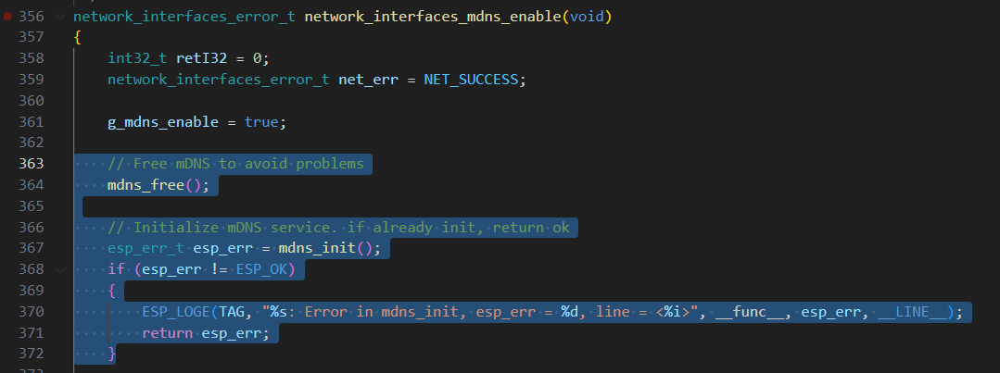 356 network_interfaces_error_t network_interfaces_mdns_enable(void)
357 {
358     int32_t retI32 = 0;
359     network_interfaces_error_t net_err = NET_SUCCESS;
360
361     g_mdns_enable = true;
362
363     // Free mDNS to avoid problems
364     mdns_free();
365
366     // Initialize mDNS service. if already init, return ok
367     esp_err_t esp_err = mdns_init();
368     if (esp_err != ESP_OK)
369     {
370         ESP_LOGE(TAG, "%s: Error in mdns_init, esp_err = %d, line = <%i>", __func__, esp_err, __LINE__);
371         return esp_err;
372     }